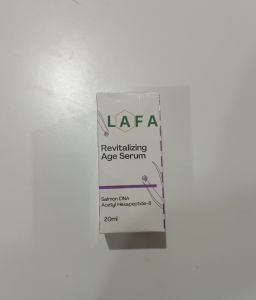 LAFA
Revitalizing
Age Serum
Salmon DNA
Acetyl Hexapeptide-8
20ml